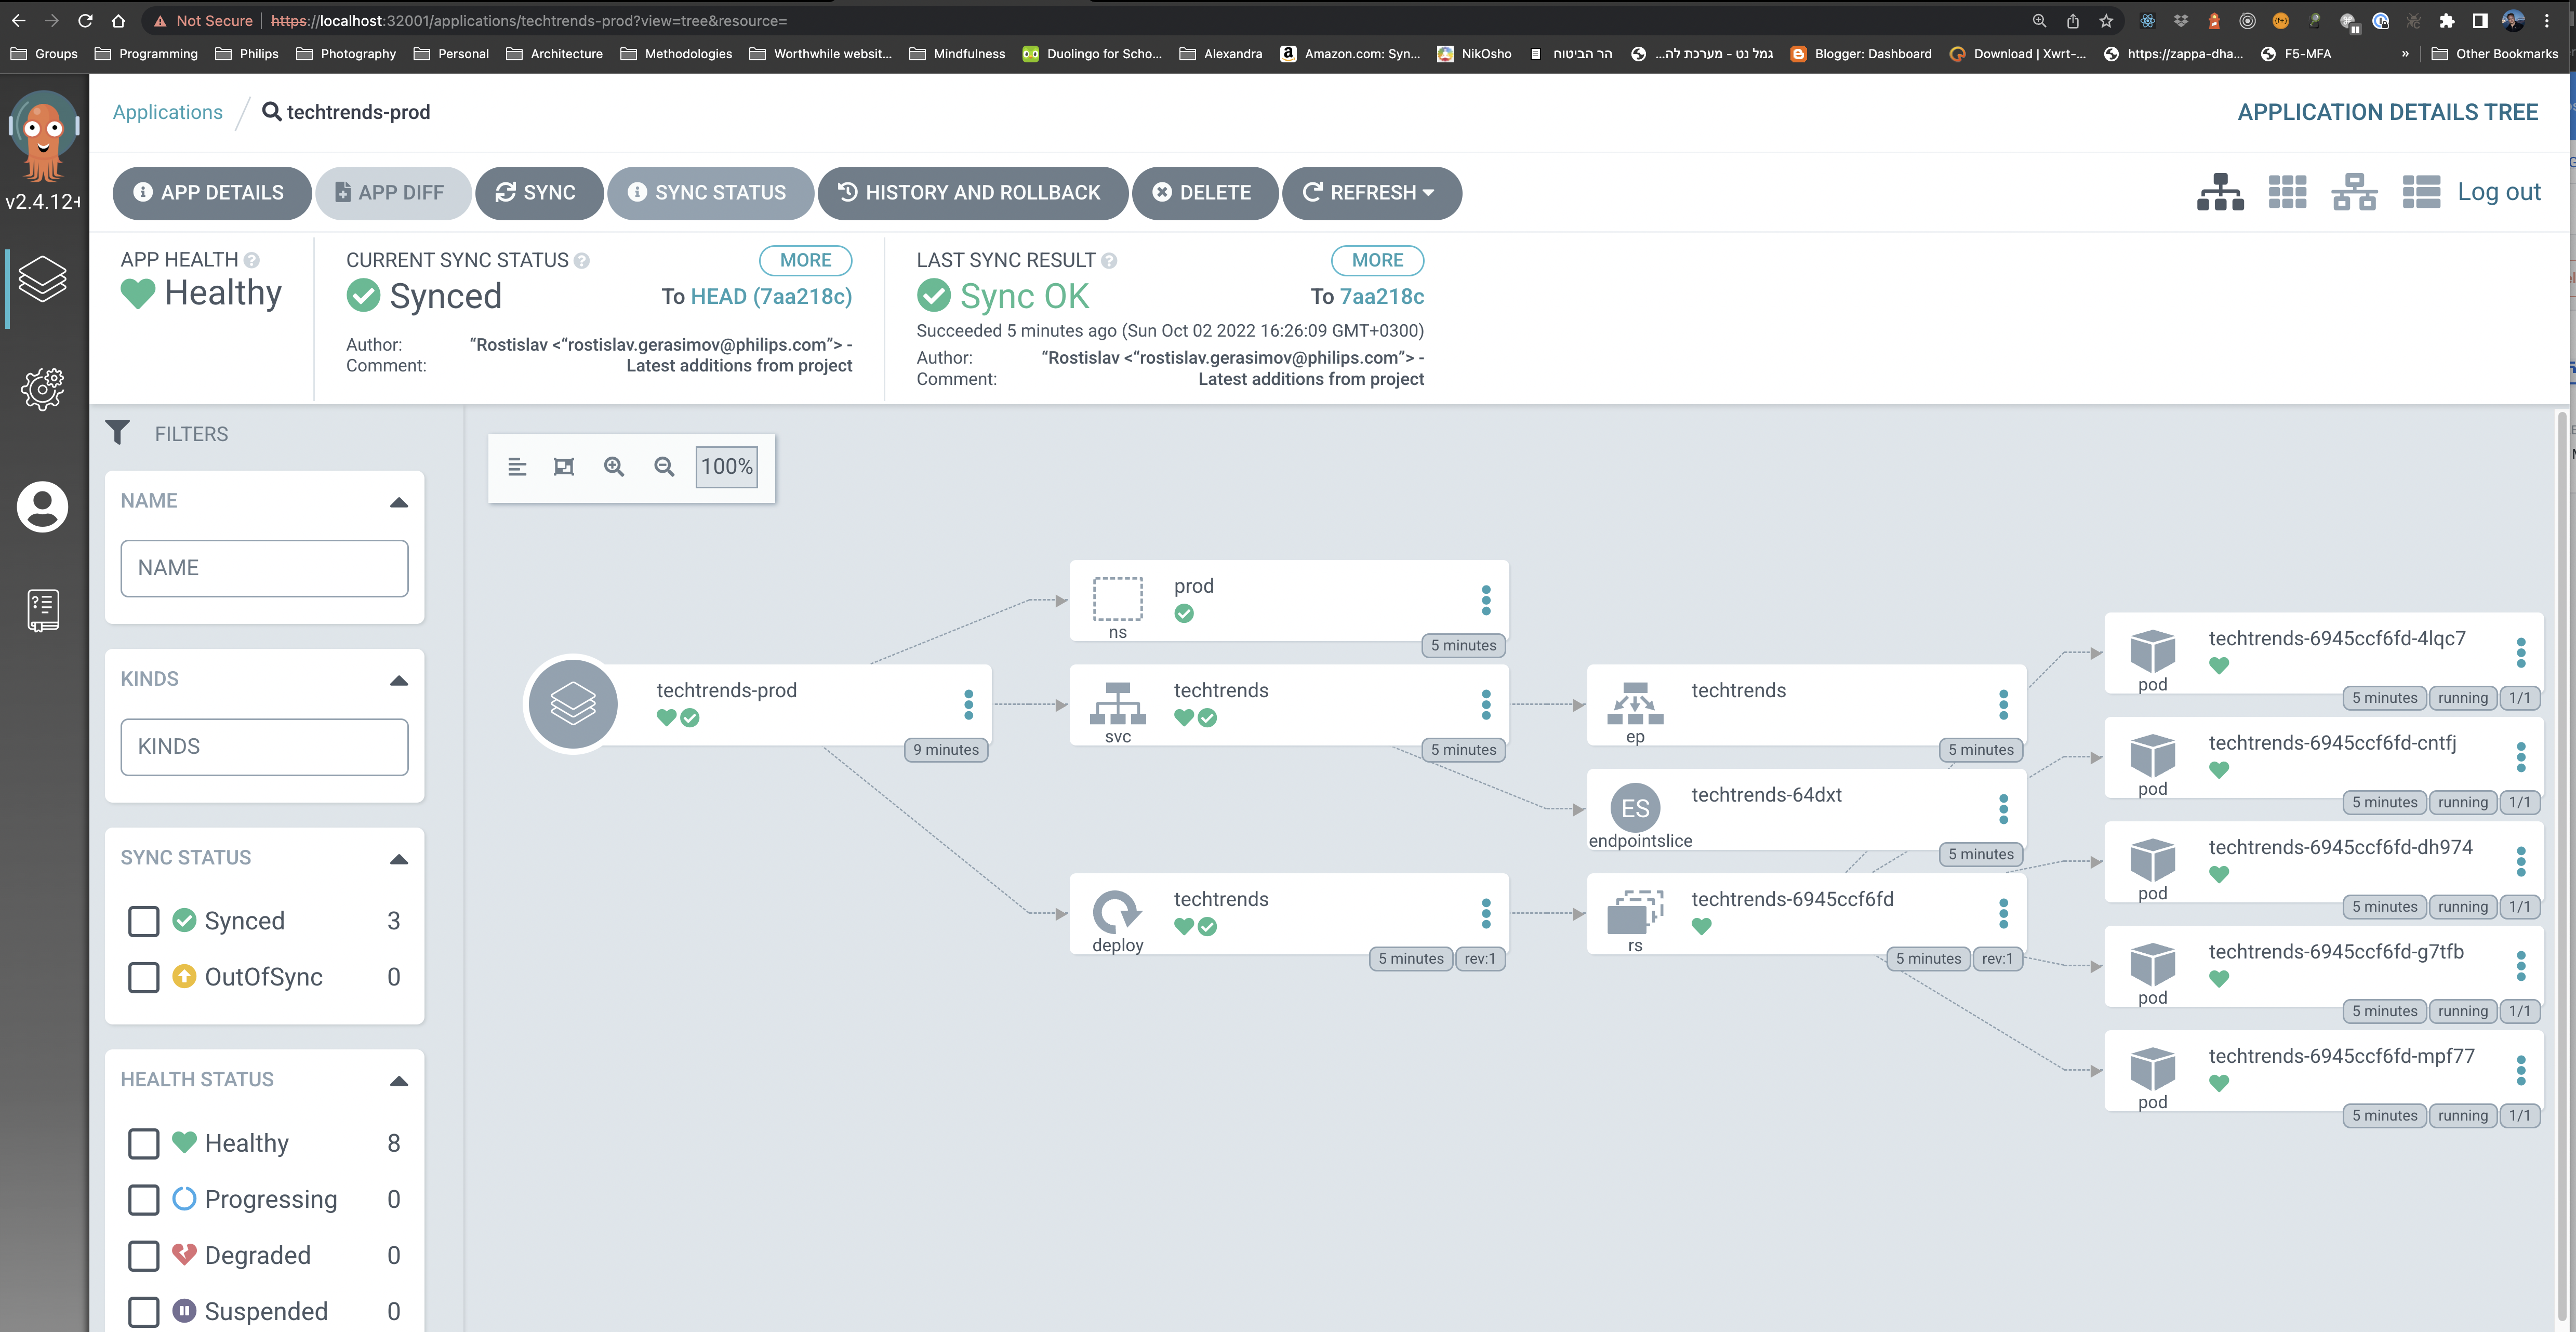 Not Secure https://localhost:32001/applications/techtrends-prod?view=tree&resource=
Groups Programming Philips Photography Personal Architecture Methodologies Worthwhile websit... Mindfulness Duolingo for Scho... Alexandra Amazon.com: Syn... NikOsho הר הביטוח גמל נט - מערכת לה... Blogger: Dashboard Download | Xwrt-... https://zappa-dha... F5-MFA » Other Bookmarks
v2.4.12+
Applications / techtrends-prod
APPLICATION DETAILS TREE
APP DETAILS APP DIFF SYNC SYNC STATUS HISTORY AND ROLLBACK DELETE REFRESH
Log out
APP HEALTH
Healthy
CURRENT SYNC STATUS MORE
Synced To HEAD (7aa218c)
Author: “Rostislav <“rostislav.gerasimov@philips.com”> -
Comment: Latest additions from project
LAST SYNC RESULT MORE
Sync OK To 7aa218c
Succeeded 5 minutes ago (Sun Oct 02 2022 16:26:09 GMT+0300)
Author: “Rostislav <“rostislav.gerasimov@philips.com”> -
Comment: Latest additions from project
FILTERS
NAME
NAME
KINDS
KINDS
SYNC STATUS
Synced 3
OutOfSync 0
HEALTH STATUS
Healthy 8
Progressing 0
Degraded 0
Suspended 0
100%
techtrends-prod
9 minutes
prod
ns
5 minutes
techtrends
svc
5 minutes
techtrends
deploy
5 minutes rev:1
techtrends
ep
5 minutes
ES
techtrends-64dxt
endpointslice
5 minutes
techtrends-6945ccf6fd
rs
5 minutes rev:1
techtrends-6945ccf6fd-4lqc7
pod
5 minutes running 1/1
techtrends-6945ccf6fd-cntfj
pod
5 minutes running 1/1
techtrends-6945ccf6fd-dh974
pod
5 minutes running 1/1
techtrends-6945ccf6fd-g7tfb
pod
5 minutes running 1/1
techtrends-6945ccf6fd-mpf77
pod
5 minutes running 1/1